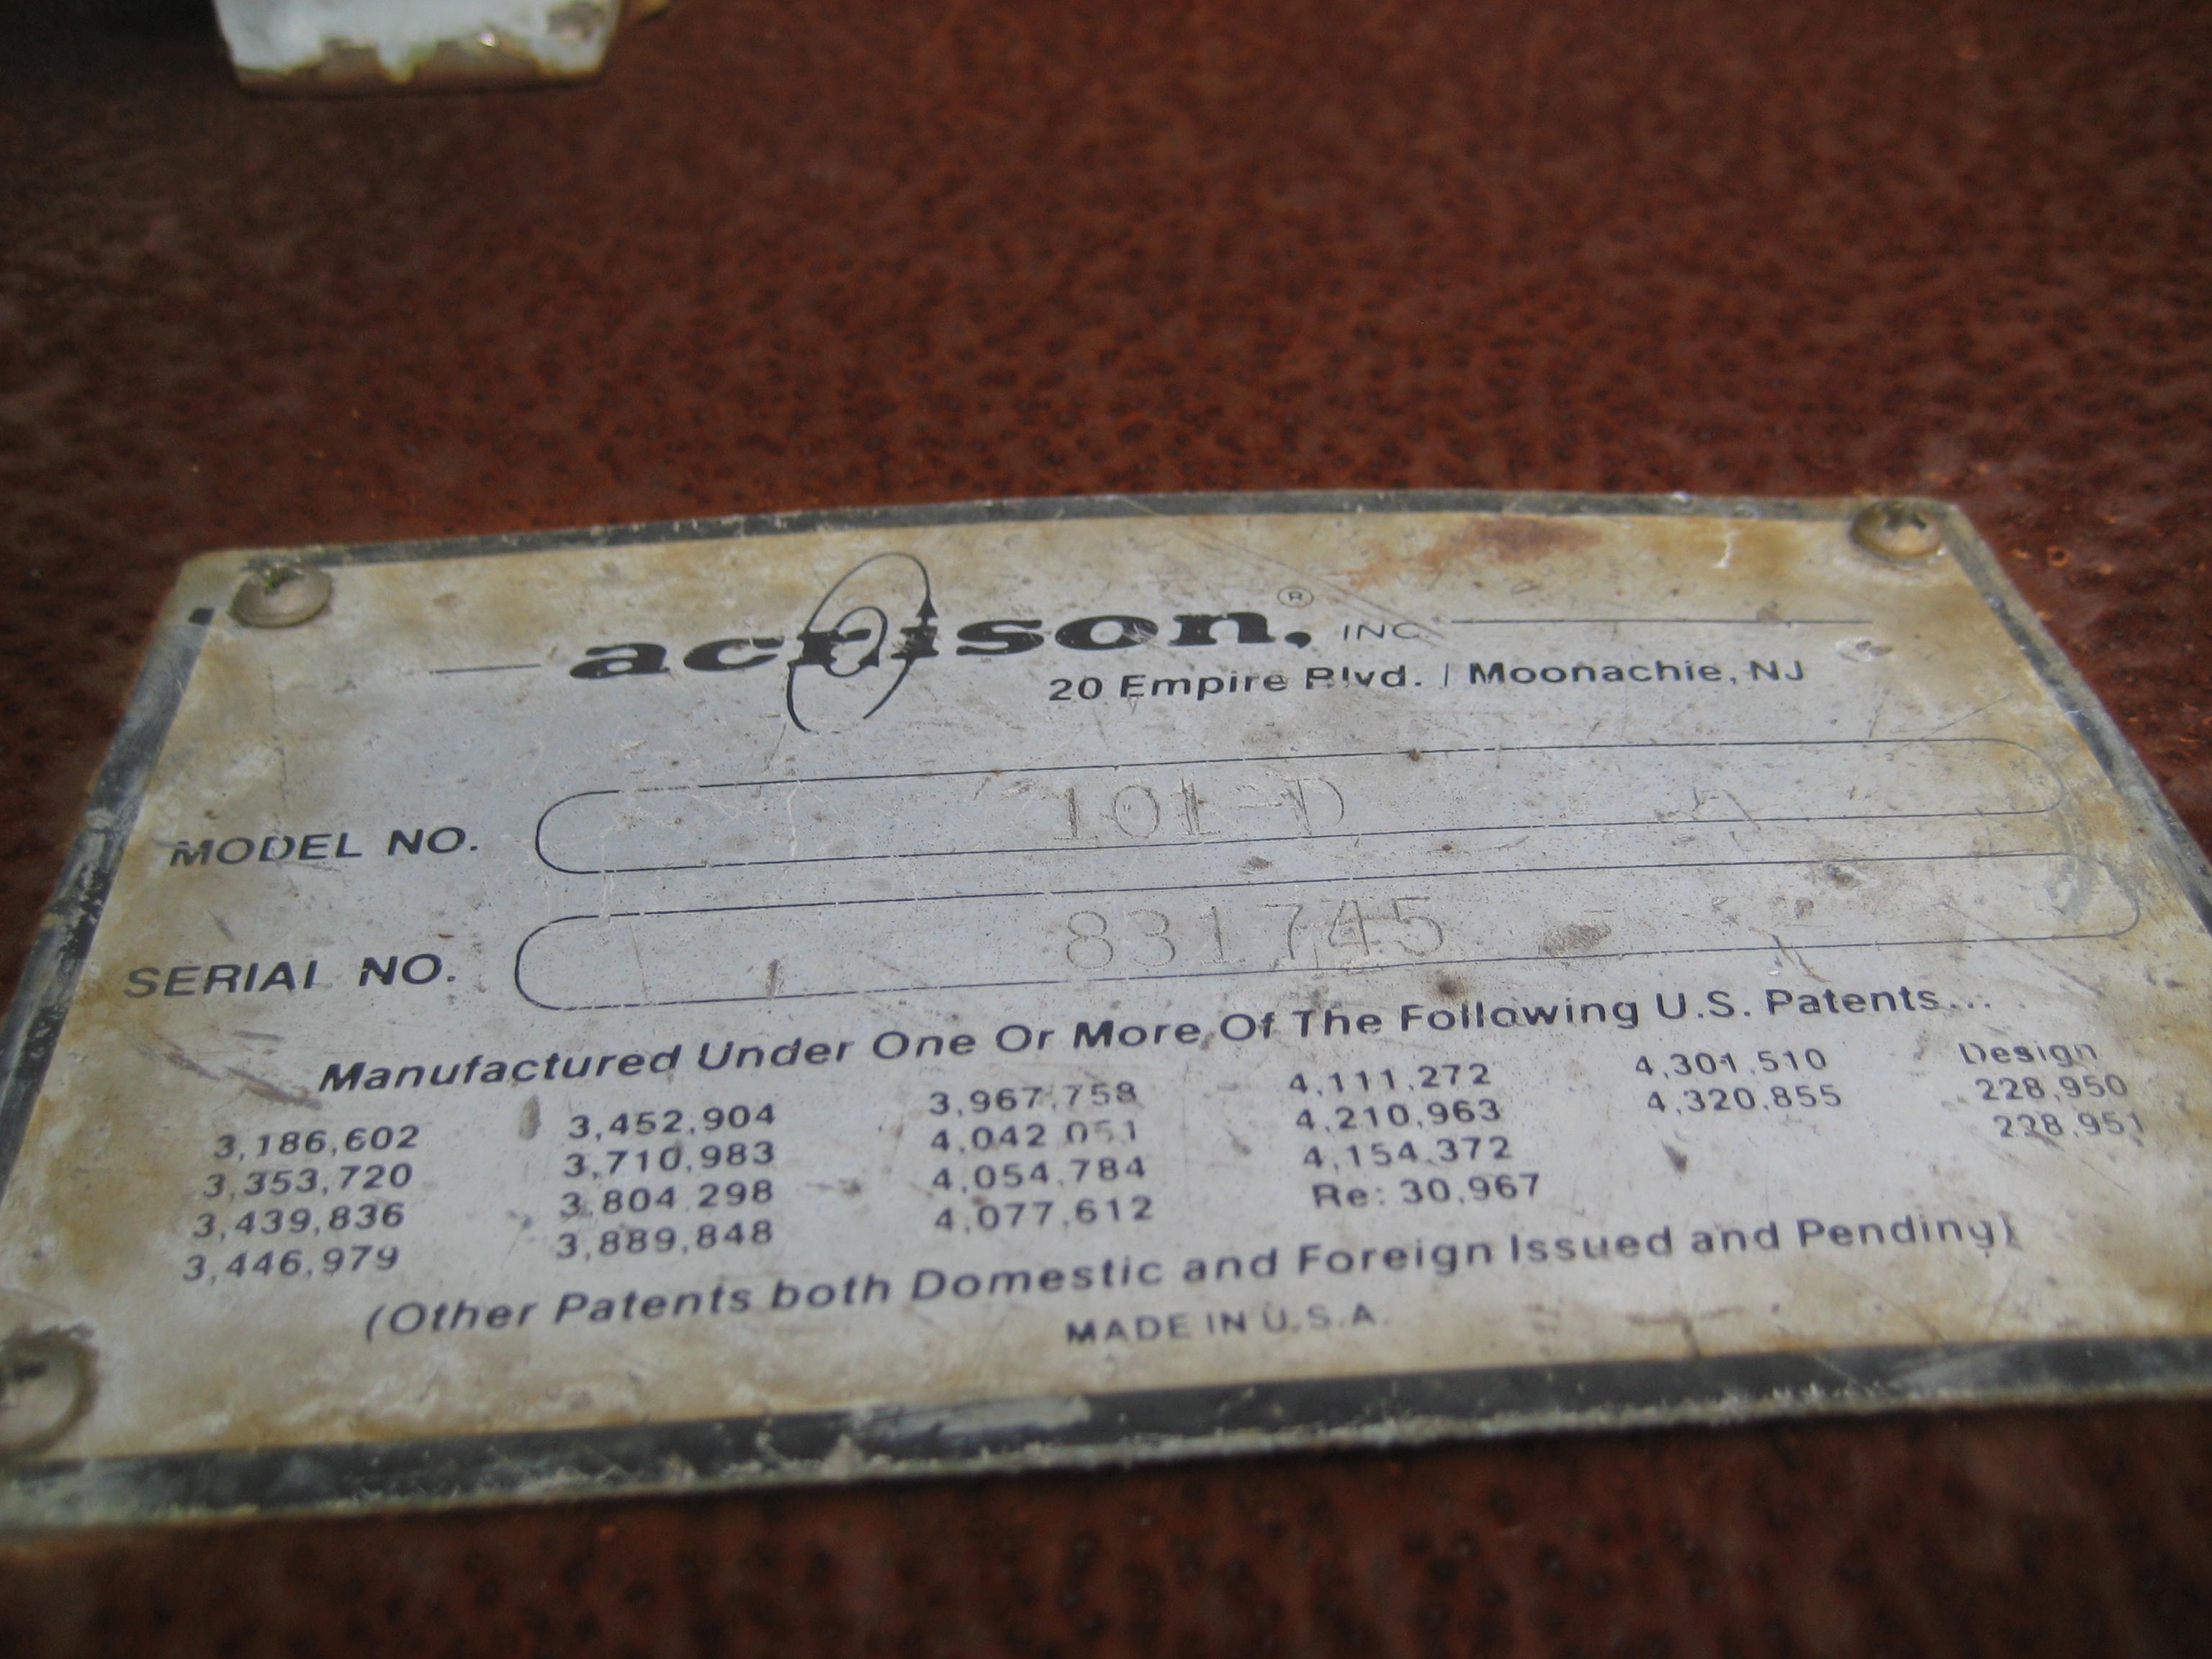 acrison, ® INC.
20 Empire Blvd. / Moonachie, NJ
MODEL NO. 101-D
SERIAL NO. 831745
Manufactured Under One Or More Of The Following U.S. Patents...
3,186,602 3,452,904 3,967,758 4,111,272 4,301,510 Design
3,353,720 3,710,983 4,042,051 4,210,963 4,320,855 228,950
3,439,836 3,804,298 4,054,784 4,154,372 228,951
3,446,979 3,889,848 4,077,612 Re: 30,967
(Other Patents both Domestic and Foreign Issued and Pending)
MADE IN U.S.A.